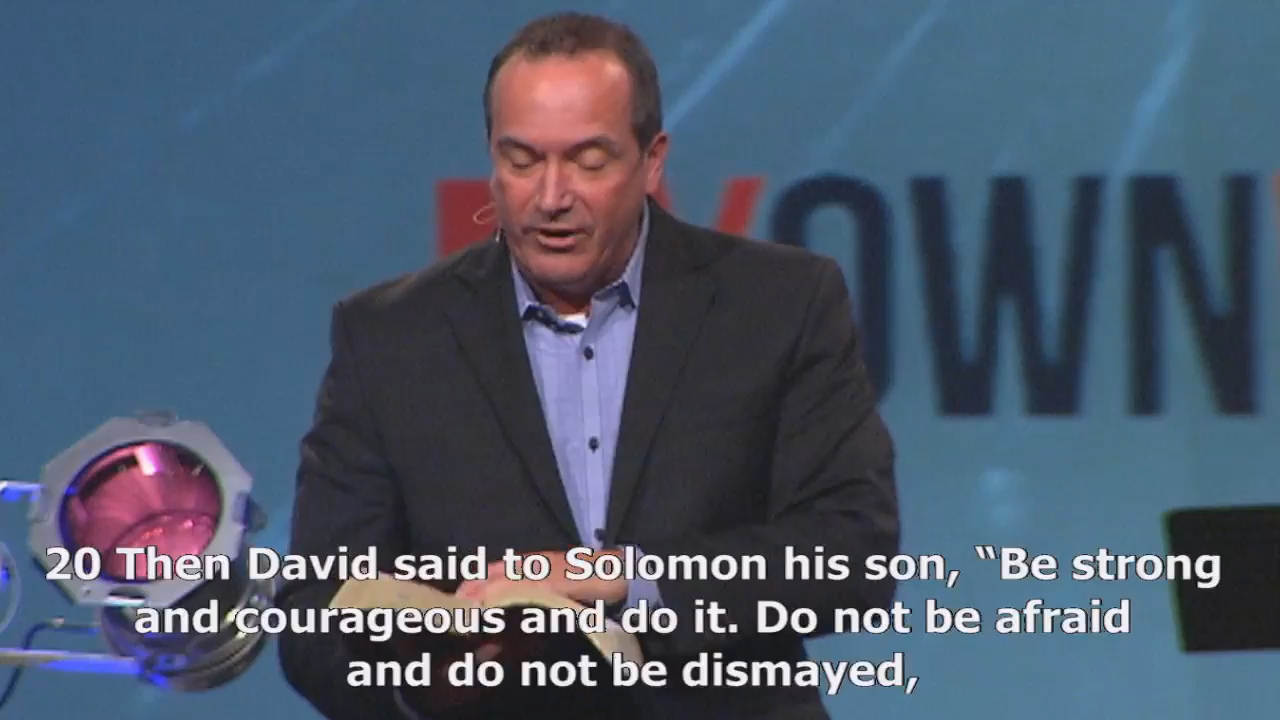 OWN
20 Then David said to Solomon his son, “Be strong
and courageous and do it. Do not be afraid
and do not be dismayed,